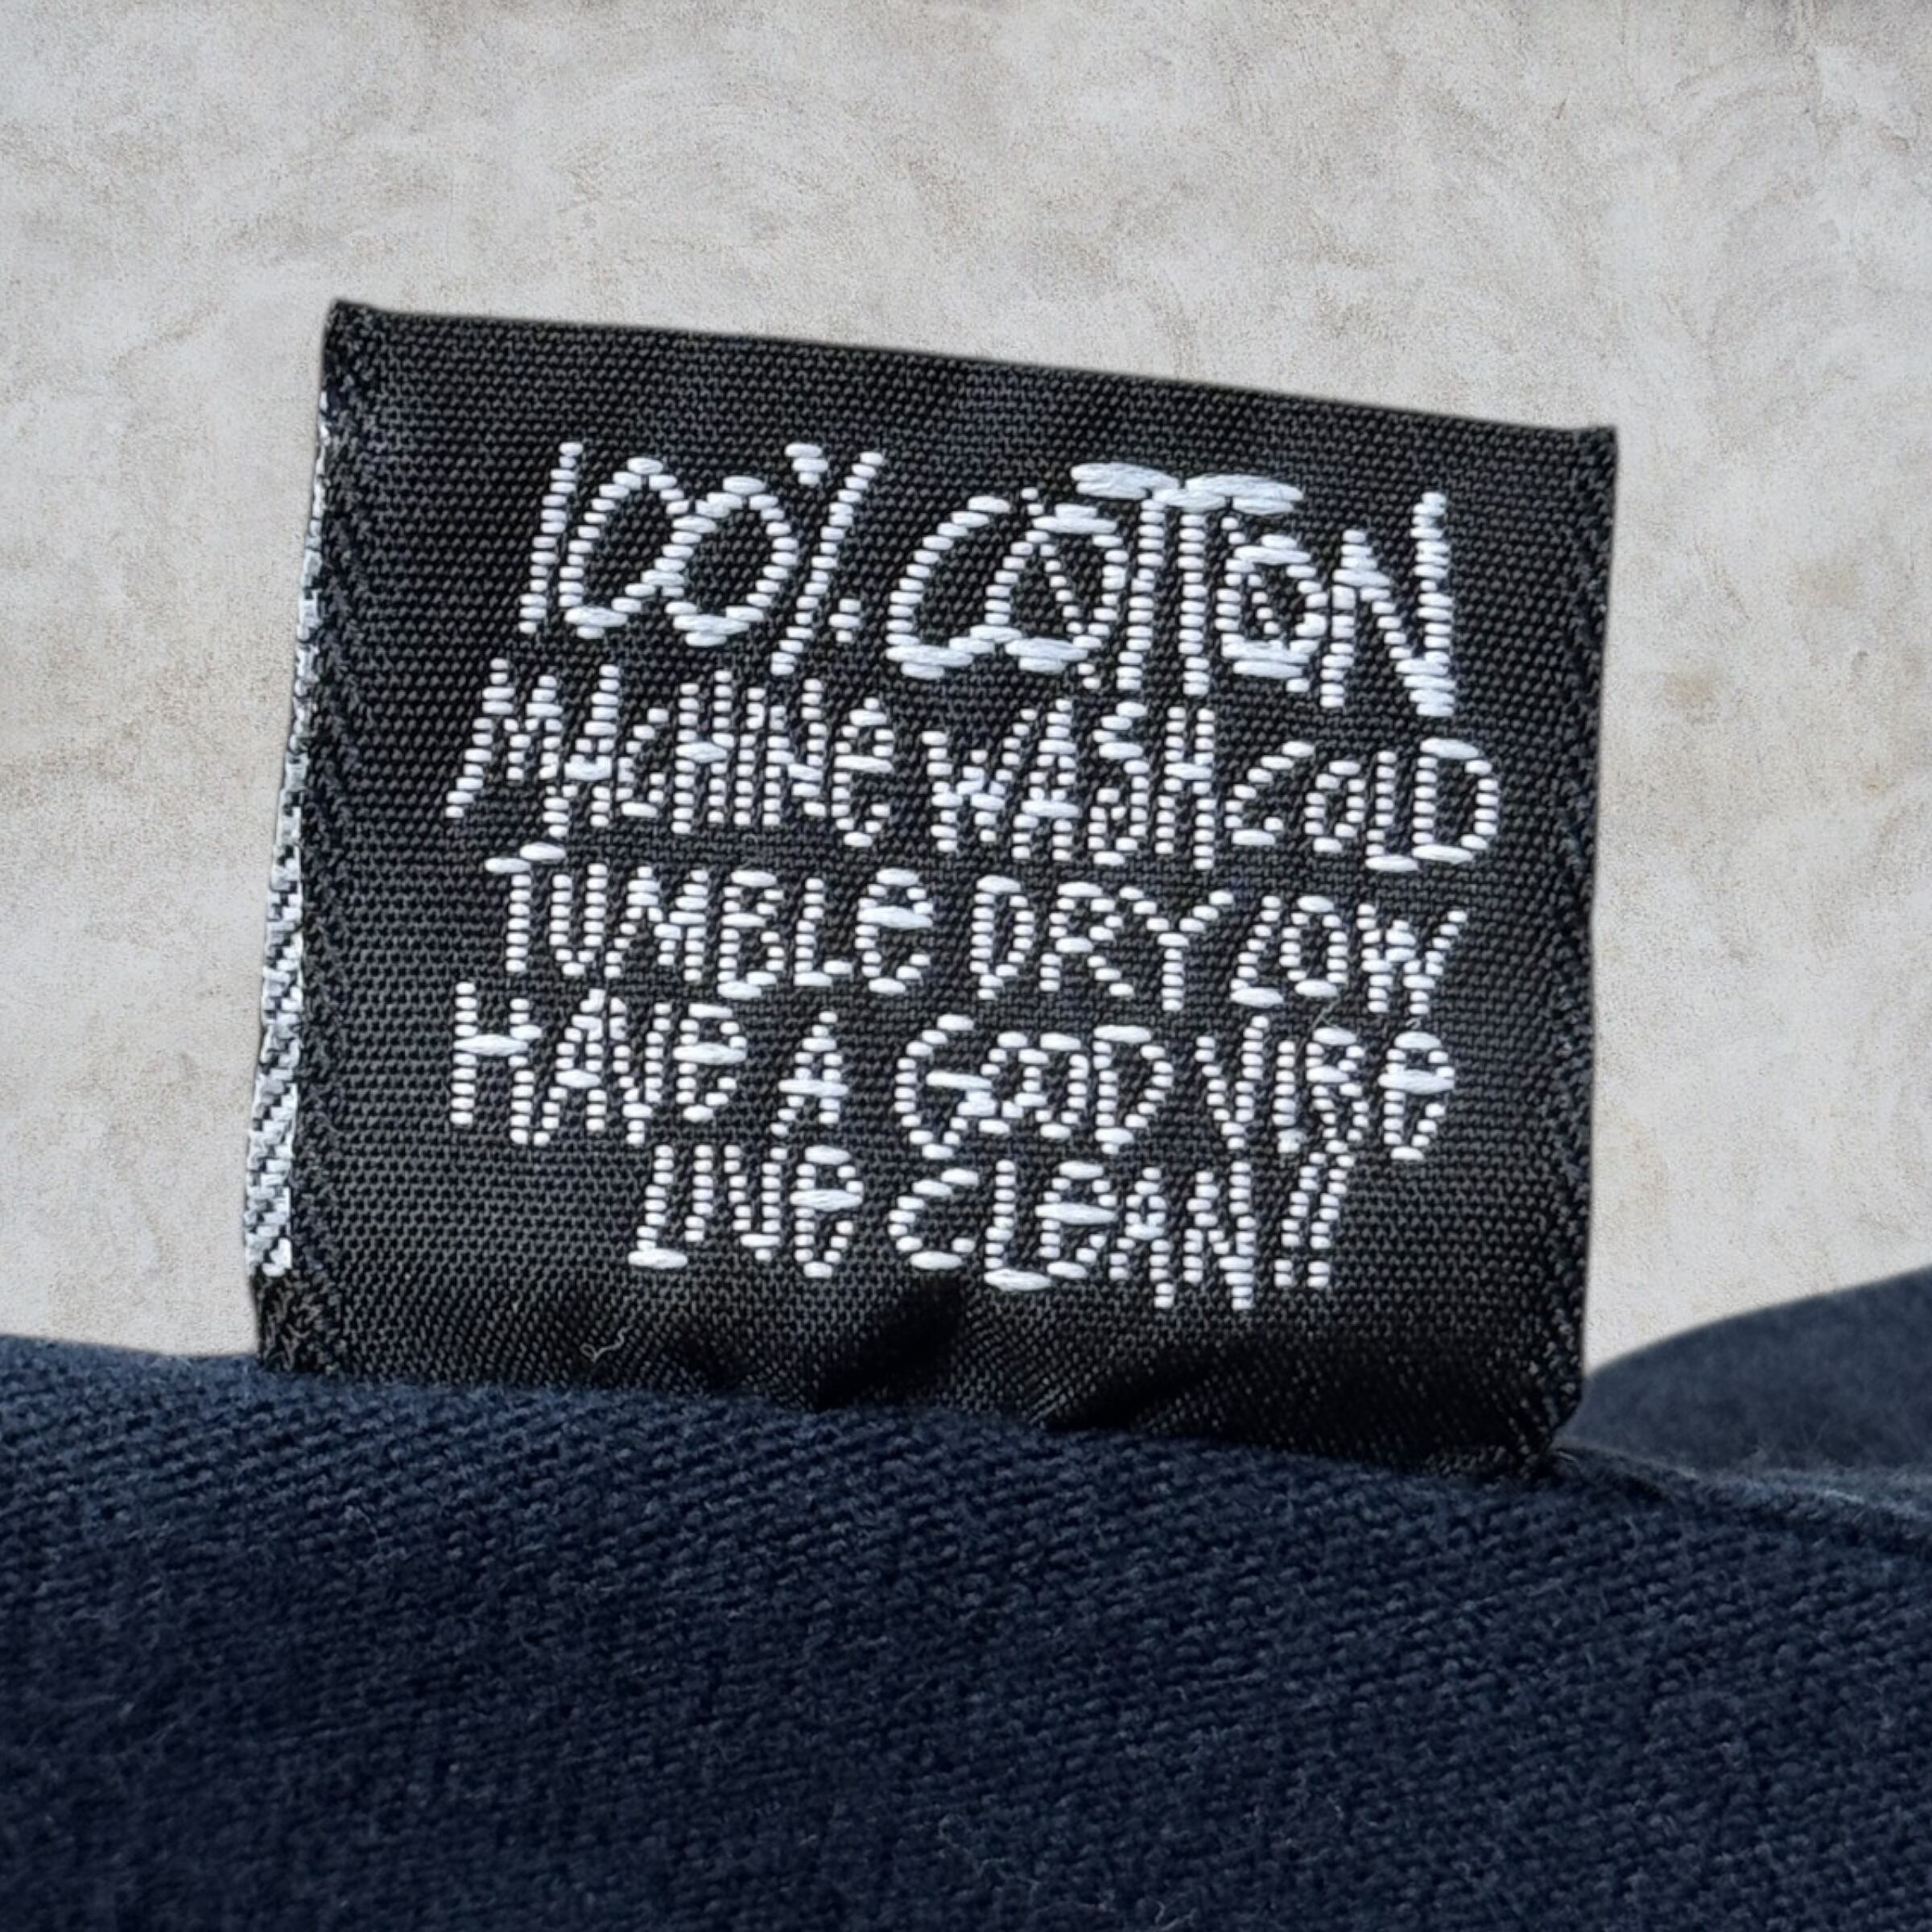 100% COTTON
MACHINE WASH COLD
TUMBLE DRY LOW
HAVE A GOOD VIBE
LIVE CLEAN!!